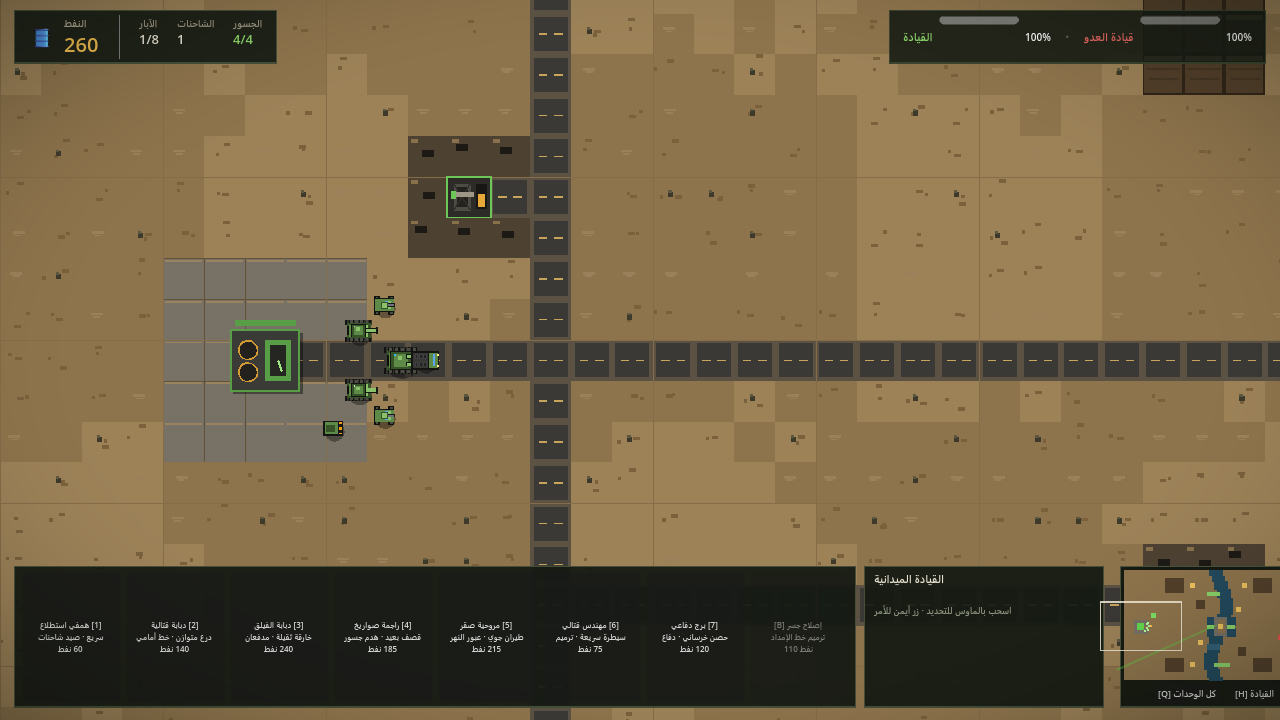 النفط
260
الآبار
1/8
الشاحنات
1
الجسور
4/4
القيادة
100%
·
قيادة العدو
100%
[1] همفي استطلاع
سريع · صيد شاحنات
60 نفط
[2] دبابة قتالية
درع متوازن · خط أمامي
140 نفط
[3] دبابة الفيلق
خارقة ثقيلة · مدفعان
240 نفط
[4] راجمة صواريخ
قصف بعيد · هدم جسور
185 نفط
[5] مروحية صقر
طيران جوي · عبور النهر
215 نفط
[6] مهندس قتالي
سيطرة سريعة · ترميم
75 نفط
[7] برج دفاعي
حصن خرساني · دفاع
120 نفط
إصلاح جسر [B]
ترميم خط الإمداد
110 نفط
القيادة الميدانية
اسحب بالماوس للتحديد · زر أيمن للأمر
كل الوحدات [Q]
القيادة [H]